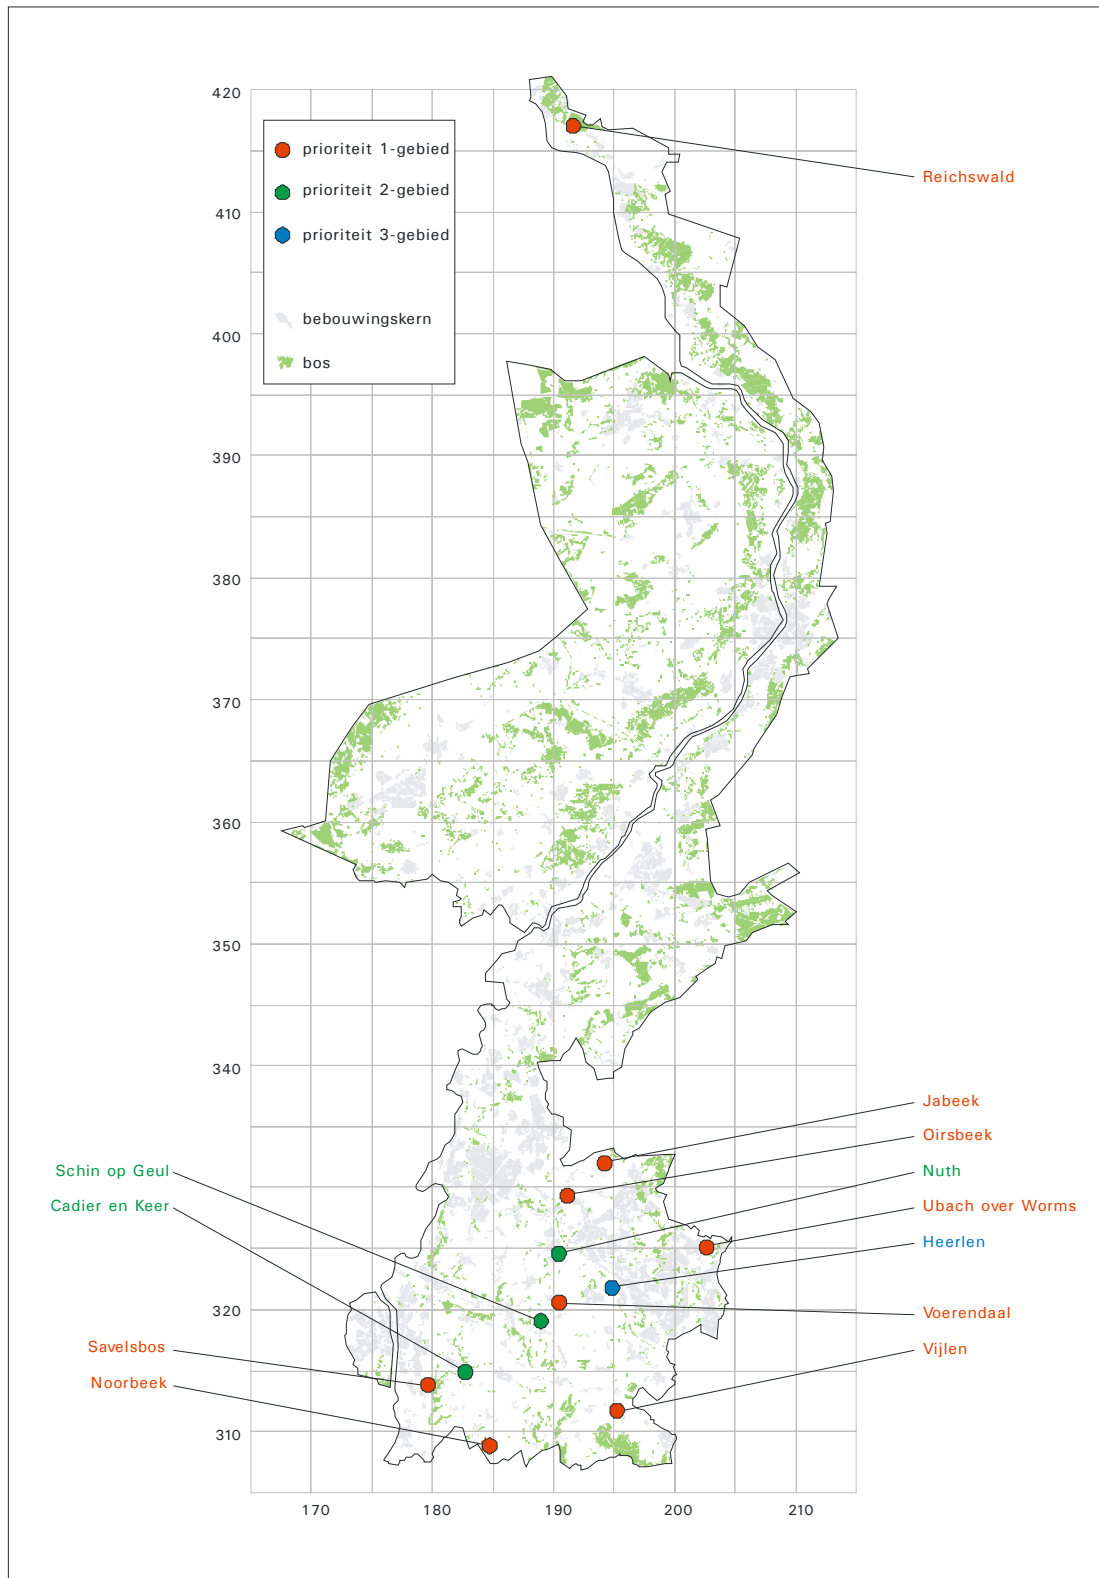 420
410
400
390
380
370
360
350
340
320
310
170
180
190
200
210
prioriteit 1-gebied
prioriteit 2-gebied
prioriteit 3-gebied
bebouwingskern
bos
Reichswald
Jabeek
Oirsbeek
Nuth
Ubach over Worms
Heerlen
Voerendaal
Vijlen
Schin op Geul
Cadier en Keer
Savelsbos
Noorbeek